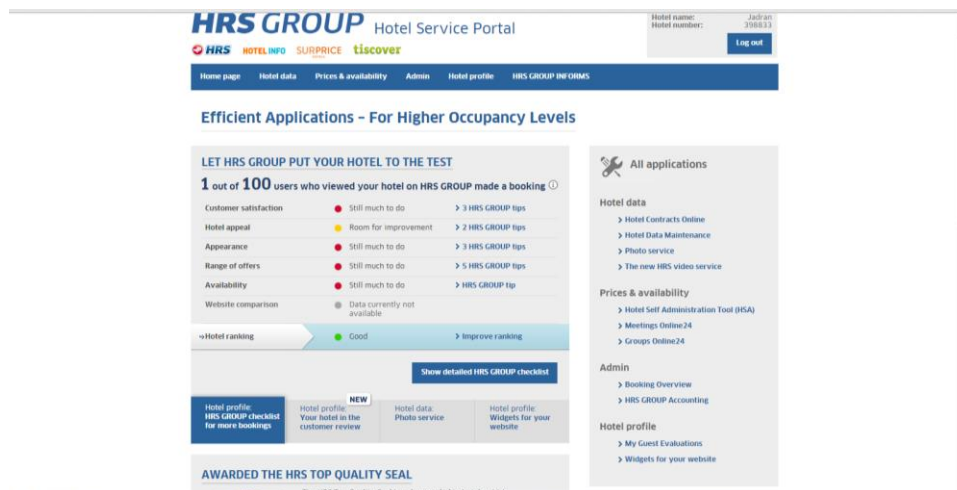 HRS GROUP Hotel Service Portal
HRS HOTEL INFO SURPRICE tiscover
Hotel name: Jadran
Hotel number: 398833
Log out
Home page Hotel data Prices & availability Admin Hotel profile HRS GROUP INFORMS
Efficient Applications – For Higher Occupancy Levels
LET HRS GROUP PUT YOUR HOTEL TO THE TEST
1 out of 100 users who viewed your hotel on HRS GROUP made a booking
Customer satisfaction Still much to do > 3 HRS GROUP tips
Hotel appeal Room for improvement > 2 HRS GROUP tips
Appearance Still much to do > 3 HRS GROUP tips
Range of offers Still much to do > 5 HRS GROUP tips
Availability Still much to do > HRS GROUP tip
Website comparison Data currently not
available
Hotel ranking Good > Improve ranking
Show detailed HRS GROUP checklist
Hotel profile:
HRS GROUP checklist
for more bookings
NEW
Hotel profile:
Your hotel in the
customer review
Hotel data:
Photo service
Hotel profile:
Widgets for your
website
AWARDED THE HRS TOP QUALITY SEAL
All applications
Hotel data
> Hotel Contracts Online
> Hotel Data Maintenance
> Photo service
> The new HRS video service
Prices & availability
> Hotel Self Administration Tool (HSA)
> Meetings Online24
> Groups Online24
Admin
> Booking Overview
> HRS GROUP Accounting
Hotel profile
> My Guest Evaluations
> Widgets for your website